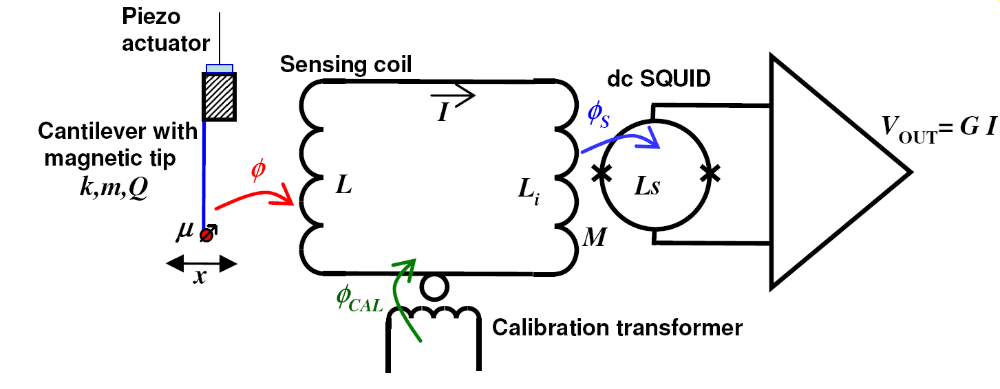 Piezo
actuator
Sensing coil
dc SQUID
I
ϕS
VOUT= G I
Cantilever with
magnetic tip
k,m,Q
ϕ
L
Li
Ls
μ
M
x
ϕCAL
Calibration transformer